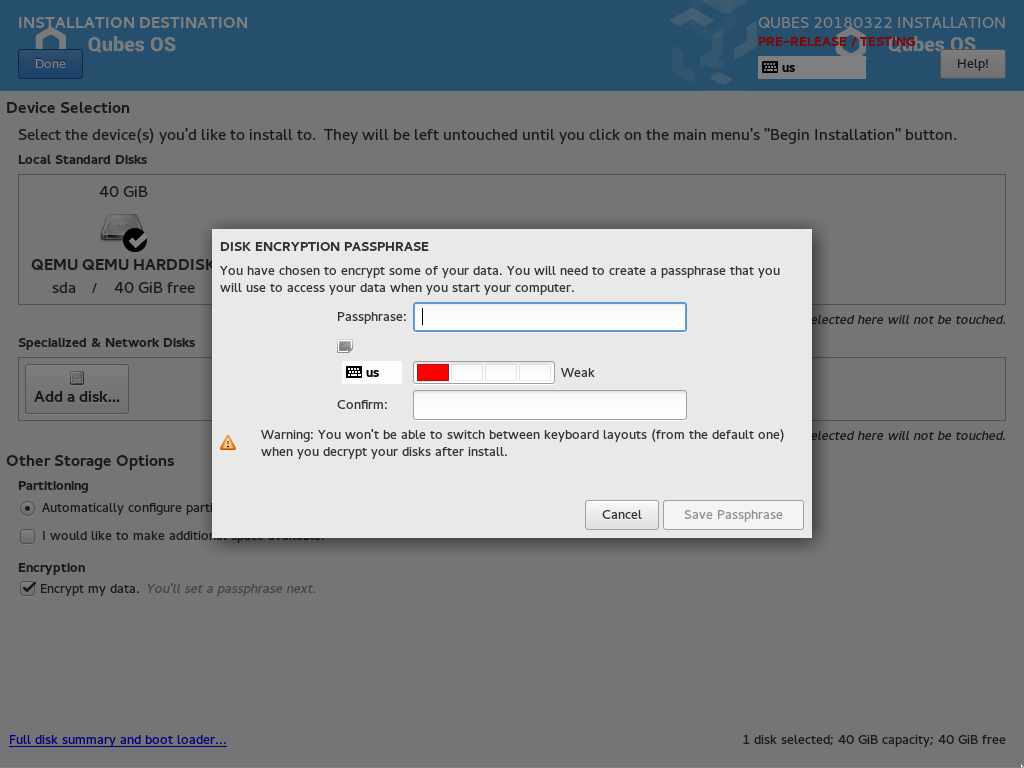 INSTALLATION DESTINATION
Qubes OS
Done
QUBES 20180322 INSTALLATION
PRE-RELEASE / TESTING
Qubes OS
us
Help!
Device Selection
Select the device(s) you'd like to install to.  They will be left untouched until you click on the main menu's "Begin Installation" button.
Local Standard Disks
40 GiB
QEMU QEMU HARDDISK
sda / 40 GiB free
elected here will not be touched.
Specialized & Network Disks
Add a disk...
elected here will not be touched.
Other Storage Options
Partitioning
Automatically configure parti
I would like to make additional space available.
Encryption
Encrypt my data. You'll set a passphrase next.
DISK ENCRYPTION PASSPHRASE
You have chosen to encrypt some of your data. You will need to create a passphrase that you
will use to access your data when you start your computer.
Passphrase:
us
Weak
Confirm:
Warning: You won't be able to switch between keyboard layouts (from the default one)
when you decrypt your disks after install.
Cancel
Save Passphrase
Full disk summary and boot loader...
1 disk selected; 40 GiB capacity; 40 GiB free